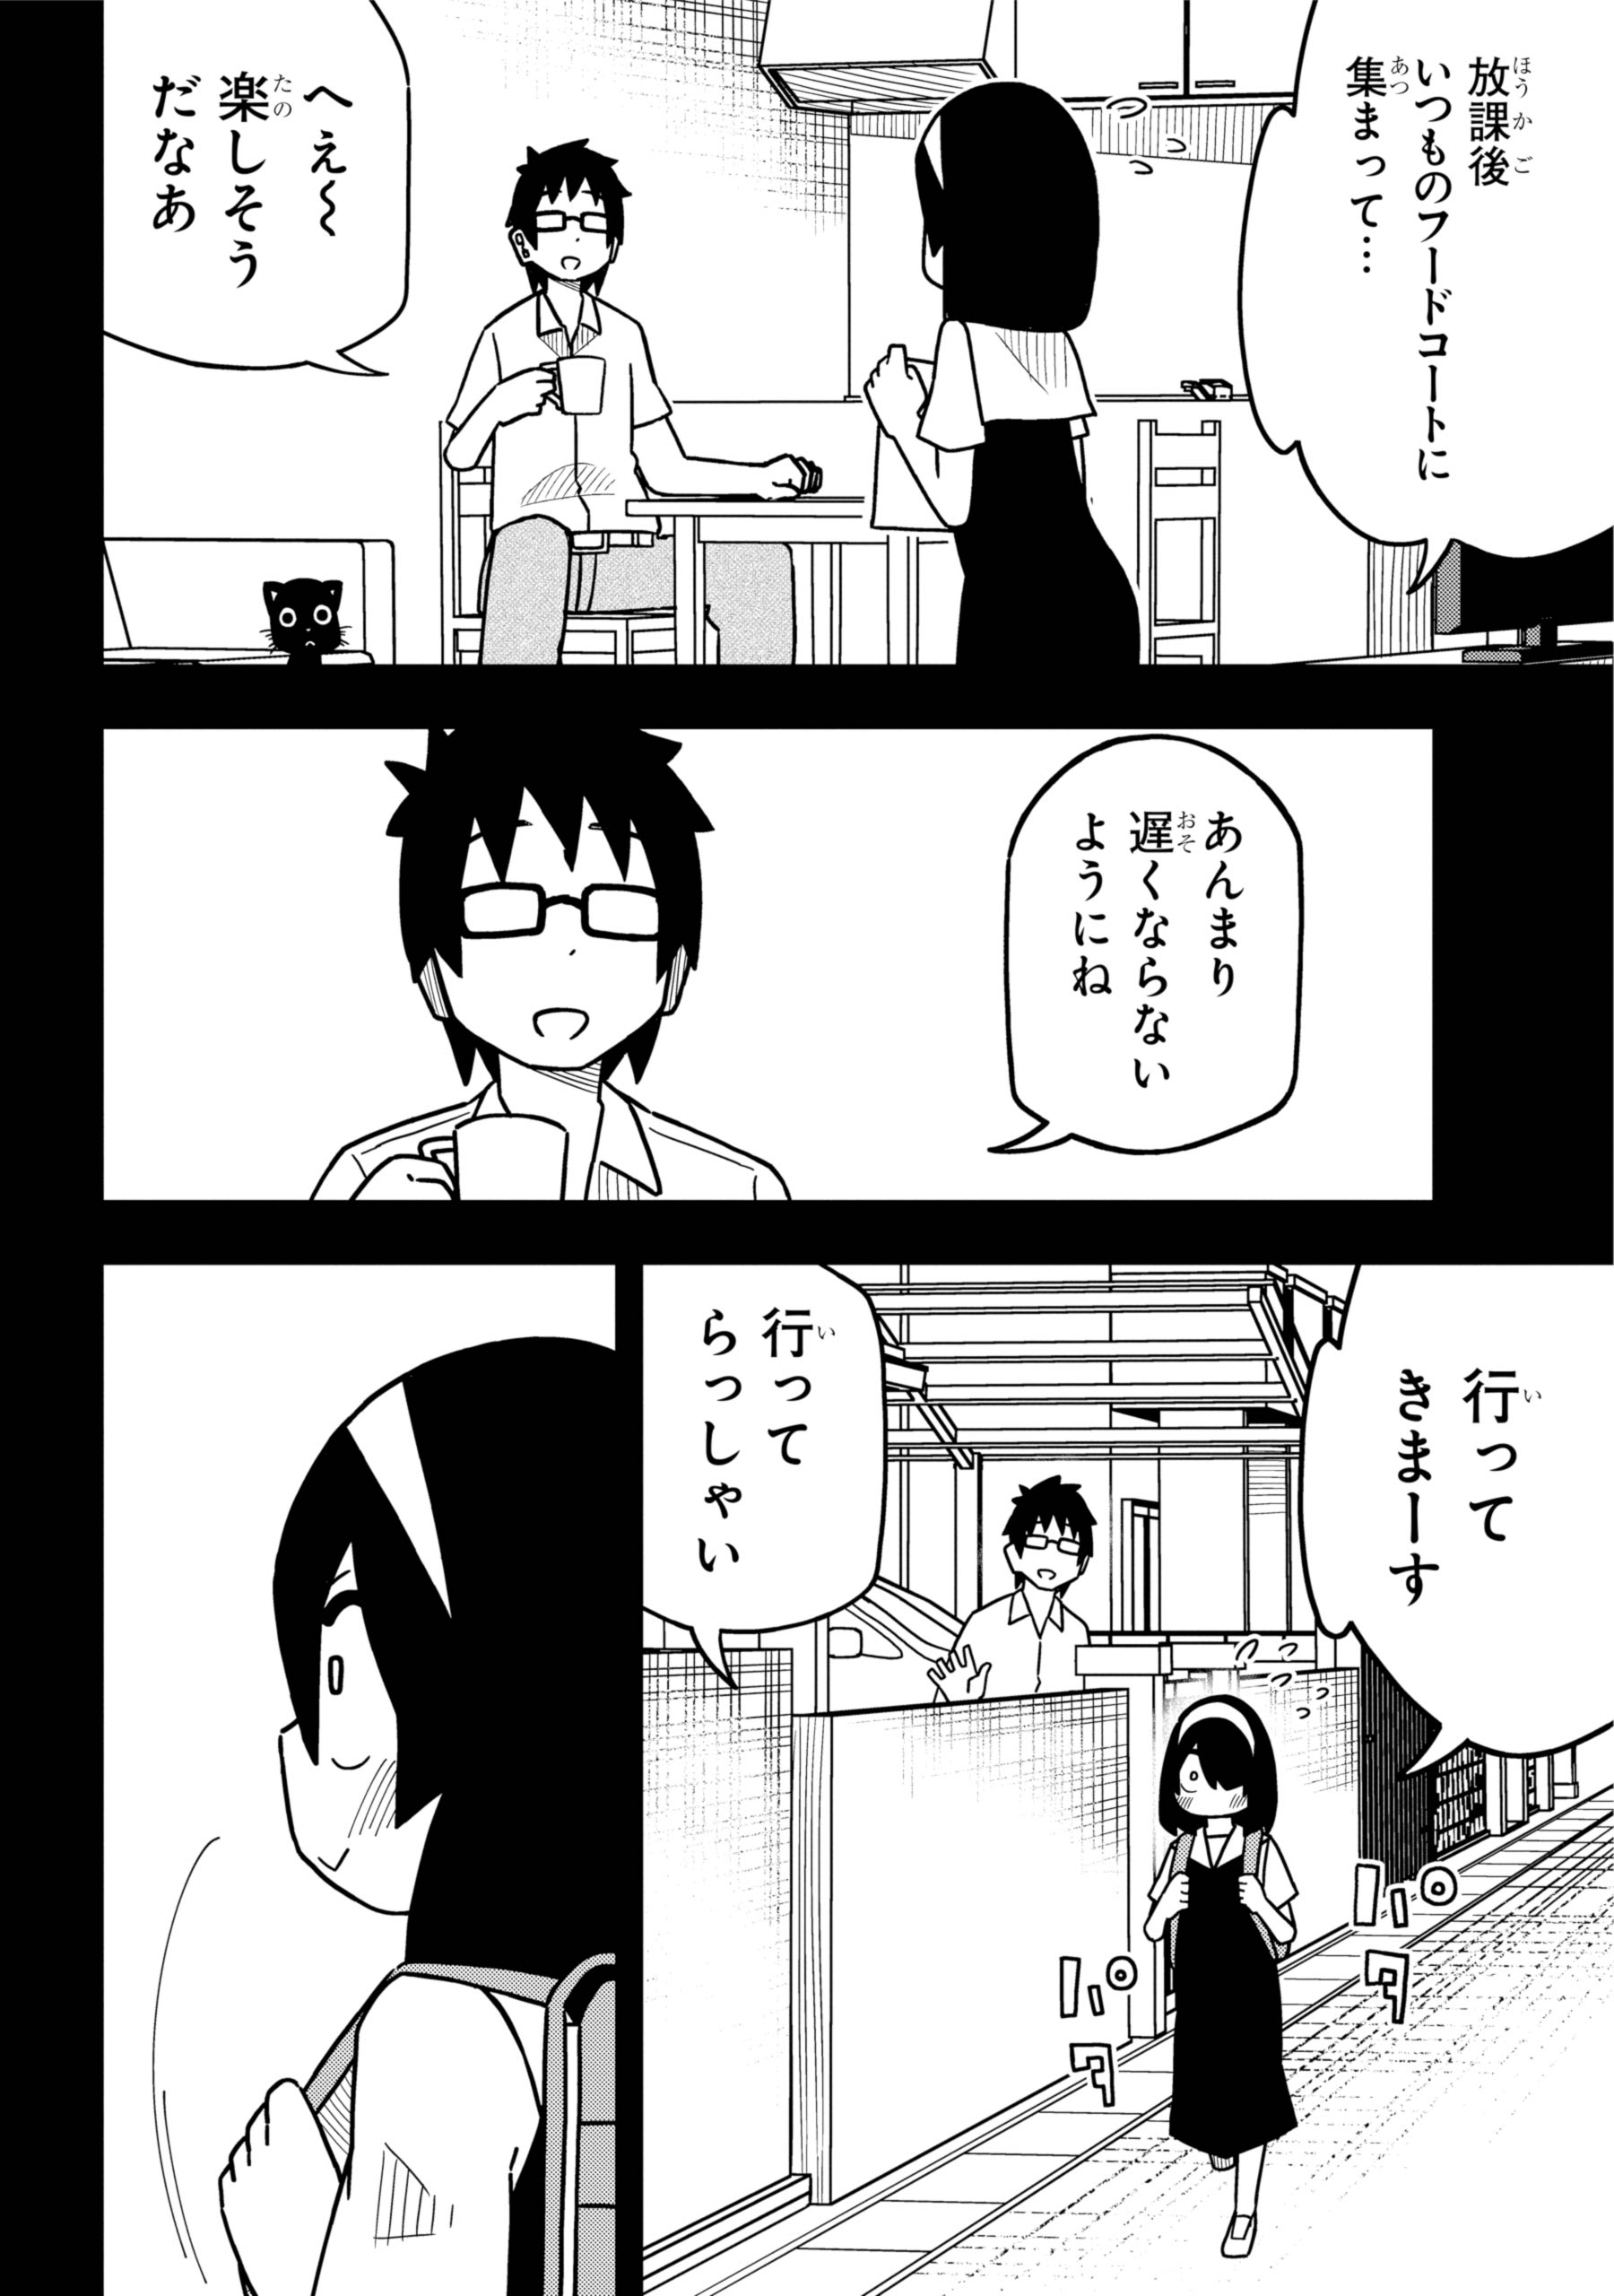 放課後
いつものフードコートに
集まって…
へえ～
楽しそう
だなあ
あんまり
遅くならない
ようにね
行って
きまーす
行って
らっしゃい
パタ
パタ